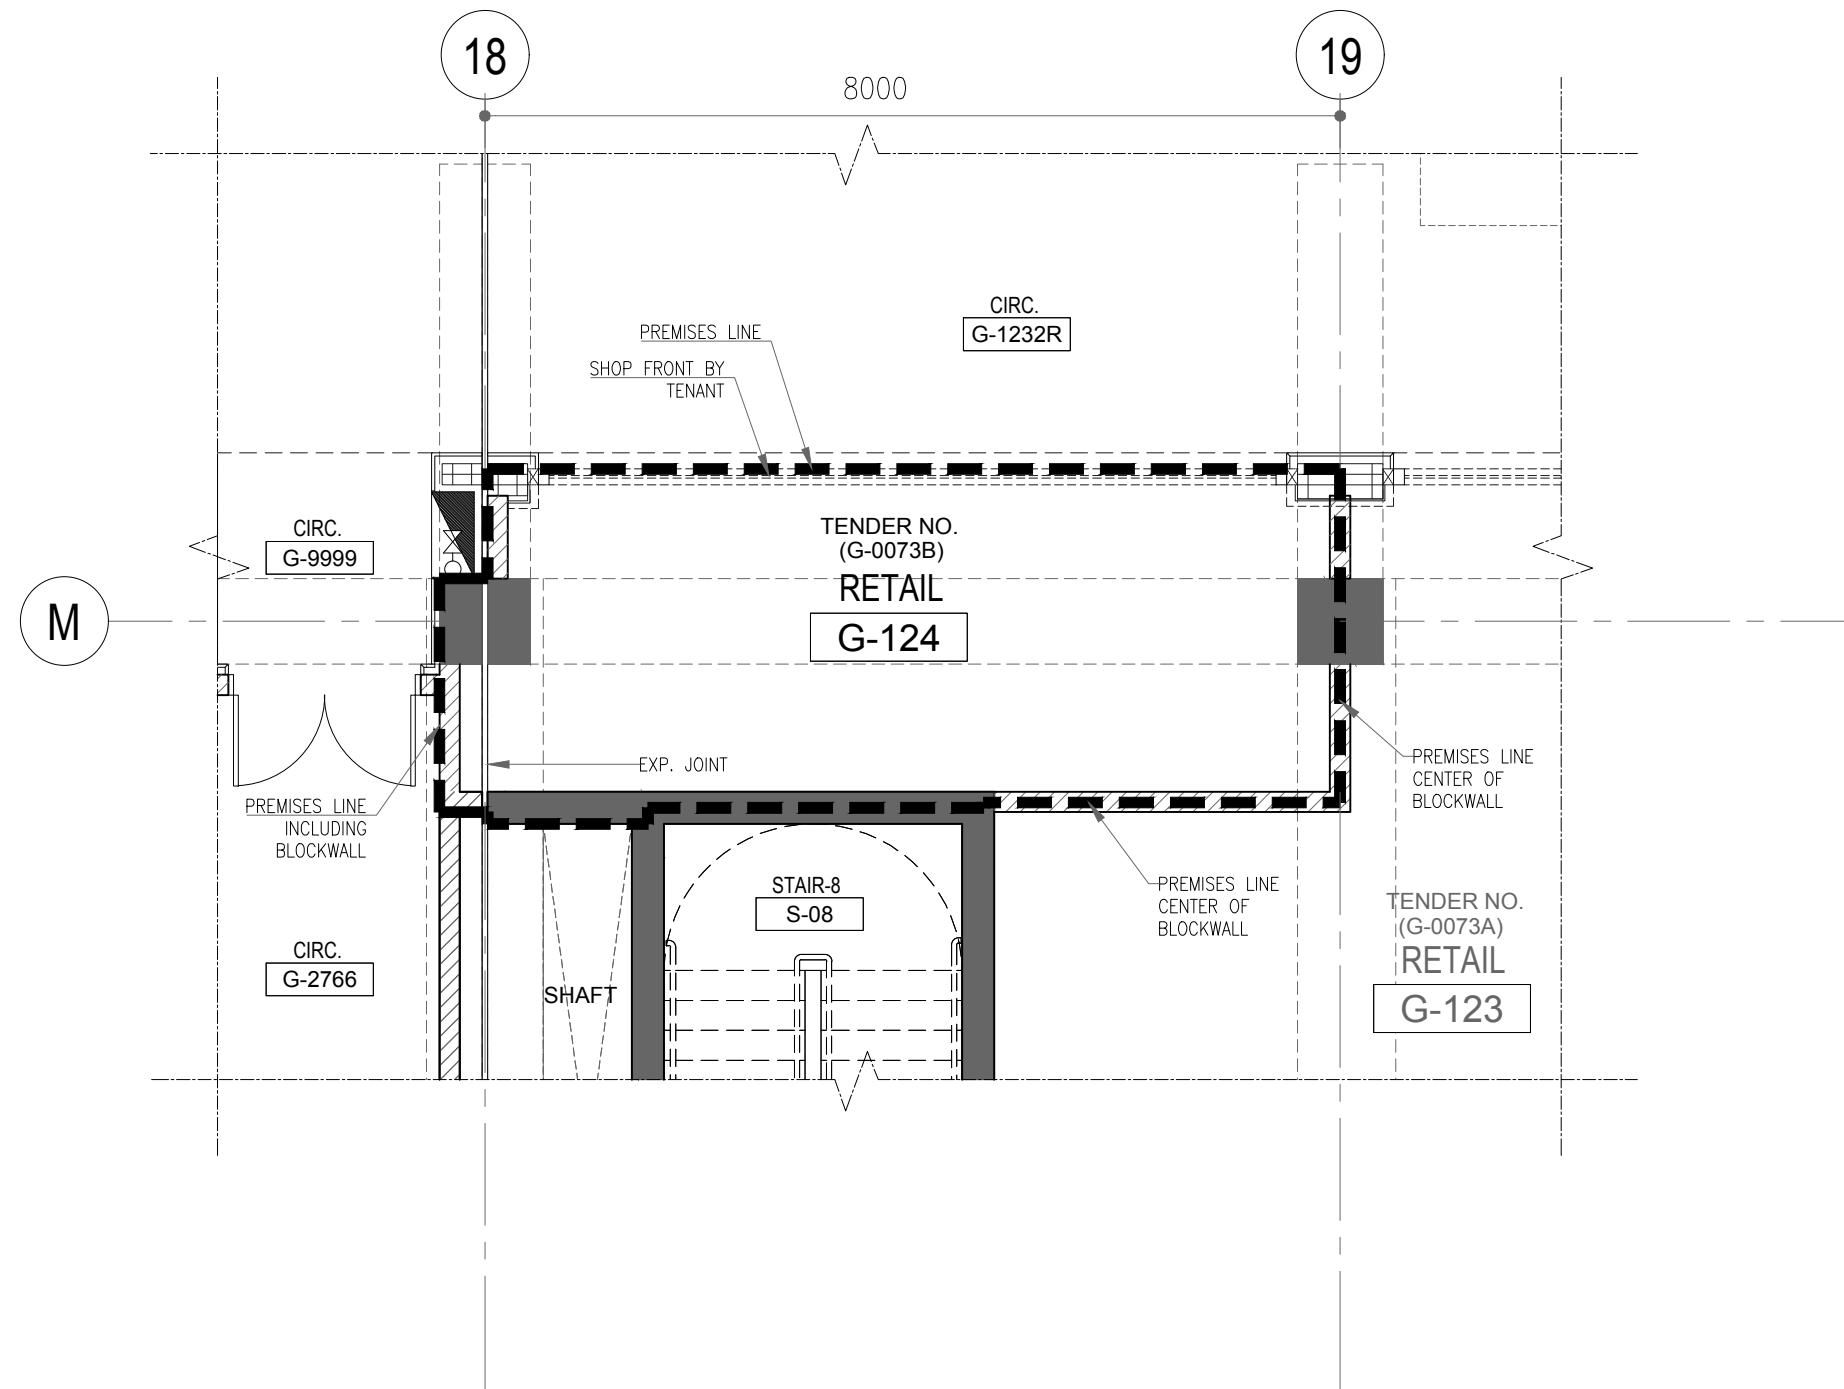 18
19
8000
CIRC.
G-1232R
PREMISES LINE
SHOP FRONT BY
TENANT
CIRC.
G-9999
TENDER NO.
(G-0073B)
RETAIL
G-124
M
EXP. JOINT
PREMISES LINE
INCLUDING
BLOCKWALL
PREMISES LINE
CENTER OF
BLOCKWALL
STAIR-8
S-08
PREMISES LINE
CENTER OF
BLOCKWALL
TENDER NO.
(G-0073A)
RETAIL
G-123
CIRC.
G-2766
SHAFT